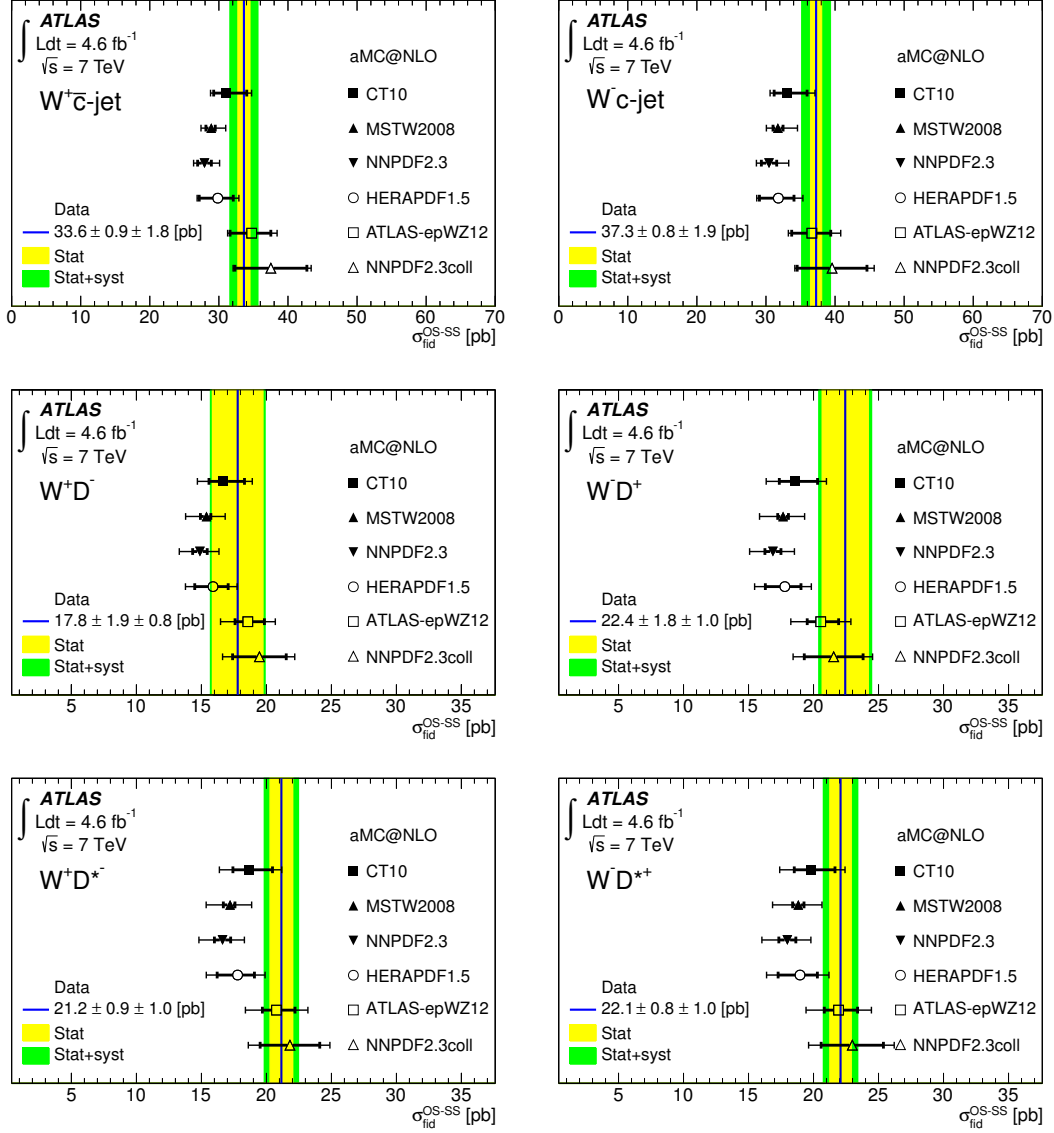 ATLAS
∫ Ldt = 4.6 fb⁻¹
√s = 7 TeV
aMC@NLO
W⁺c̅-jet
CT10
MSTW2008
NNPDF2.3
HERAPDF1.5
Data
33.6 ± 0.9 ± 1.8 [pb]
ATLAS-epWZ12
Stat
NNPDF2.3coll
Stat+syst
0 10 20 30 40 50 60 70
σ_fid^OS-SS [pb]
ATLAS
∫ Ldt = 4.6 fb⁻¹
√s = 7 TeV
aMC@NLO
W⁻c-jet
CT10
MSTW2008
NNPDF2.3
HERAPDF1.5
Data
37.3 ± 0.8 ± 1.9 [pb]
ATLAS-epWZ12
Stat
NNPDF2.3coll
Stat+syst
0 10 20 30 40 50 60 70
σ_fid^OS-SS [pb]
ATLAS
∫ Ldt = 4.6 fb⁻¹
√s = 7 TeV
aMC@NLO
W⁺D⁻
CT10
MSTW2008
NNPDF2.3
HERAPDF1.5
Data
17.8 ± 1.9 ± 0.8 [pb]
ATLAS-epWZ12
Stat
NNPDF2.3coll
Stat+syst
5 10 15 20 25 30 35
σ_fid^OS-SS [pb]
ATLAS
∫ Ldt = 4.6 fb⁻¹
√s = 7 TeV
aMC@NLO
W⁻D⁺
CT10
MSTW2008
NNPDF2.3
HERAPDF1.5
Data
22.4 ± 1.8 ± 1.0 [pb]
ATLAS-epWZ12
Stat
NNPDF2.3coll
Stat+syst
5 10 15 20 25 30 35
σ_fid^OS-SS [pb]
ATLAS
∫ Ldt = 4.6 fb⁻¹
√s = 7 TeV
aMC@NLO
W⁺D*⁻
CT10
MSTW2008
NNPDF2.3
HERAPDF1.5
Data
21.2 ± 0.9 ± 1.0 [pb]
ATLAS-epWZ12
Stat
NNPDF2.3coll
Stat+syst
5 10 15 20 25 30 35
σ_fid^OS-SS [pb]
ATLAS
∫ Ldt = 4.6 fb⁻¹
√s = 7 TeV
aMC@NLO
W⁻D*⁺
CT10
MSTW2008
NNPDF2.3
HERAPDF1.5
Data
22.1 ± 0.8 ± 1.0 [pb]
ATLAS-epWZ12
Stat
NNPDF2.3coll
Stat+syst
5 10 15 20 25 30 35
σ_fid^OS-SS [pb]